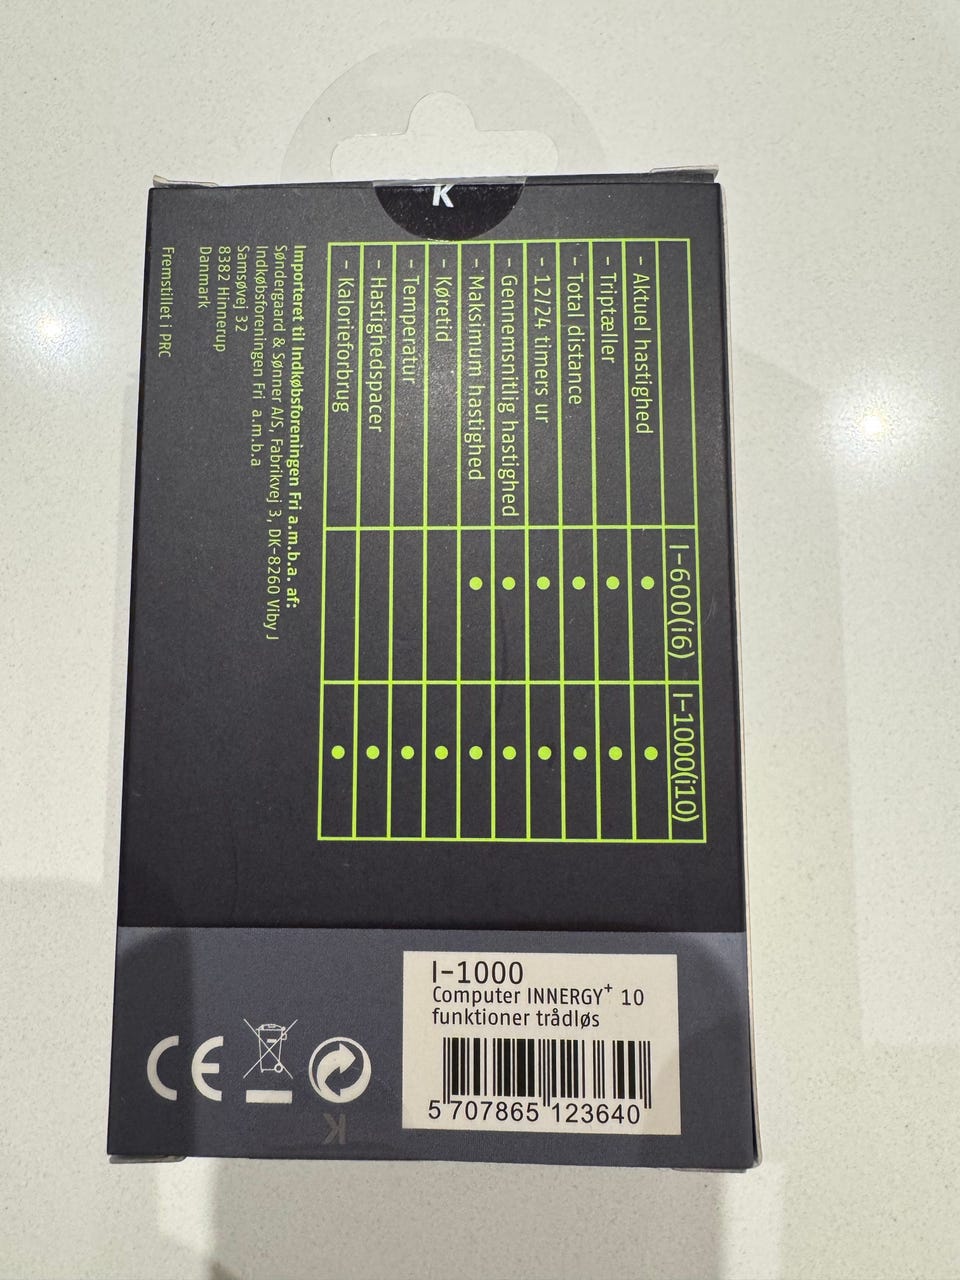 K
I-600(i6) I-1000(i10)
- Aktuel hastighed ● ●
- Triptæller ● ●
- Total distance ● ●
- 12/24 timers ur ● ●
- Gennemsnitlig hastighed ● ●
- Maksimum hastighed ● ●
- Køretid ●
- Temperatur ●
- Hastighedspacer ●
- Kalorieforbrug ●
Importeret til Indkøbsforeningen Fri a.m.b.a. af:
Søndergaard & Sønner A/S, Fabrikvej 3, DK-8260 Viby J
Indkøbsforeningen Fri a.m.b.a
Samsøvej 32
8382 Hinnerup
Danmark
Fremstillet i PRC
I-1000
Computer INNERGY⁺ 10
funktioner trådløs
5 707865 123640
CE
K